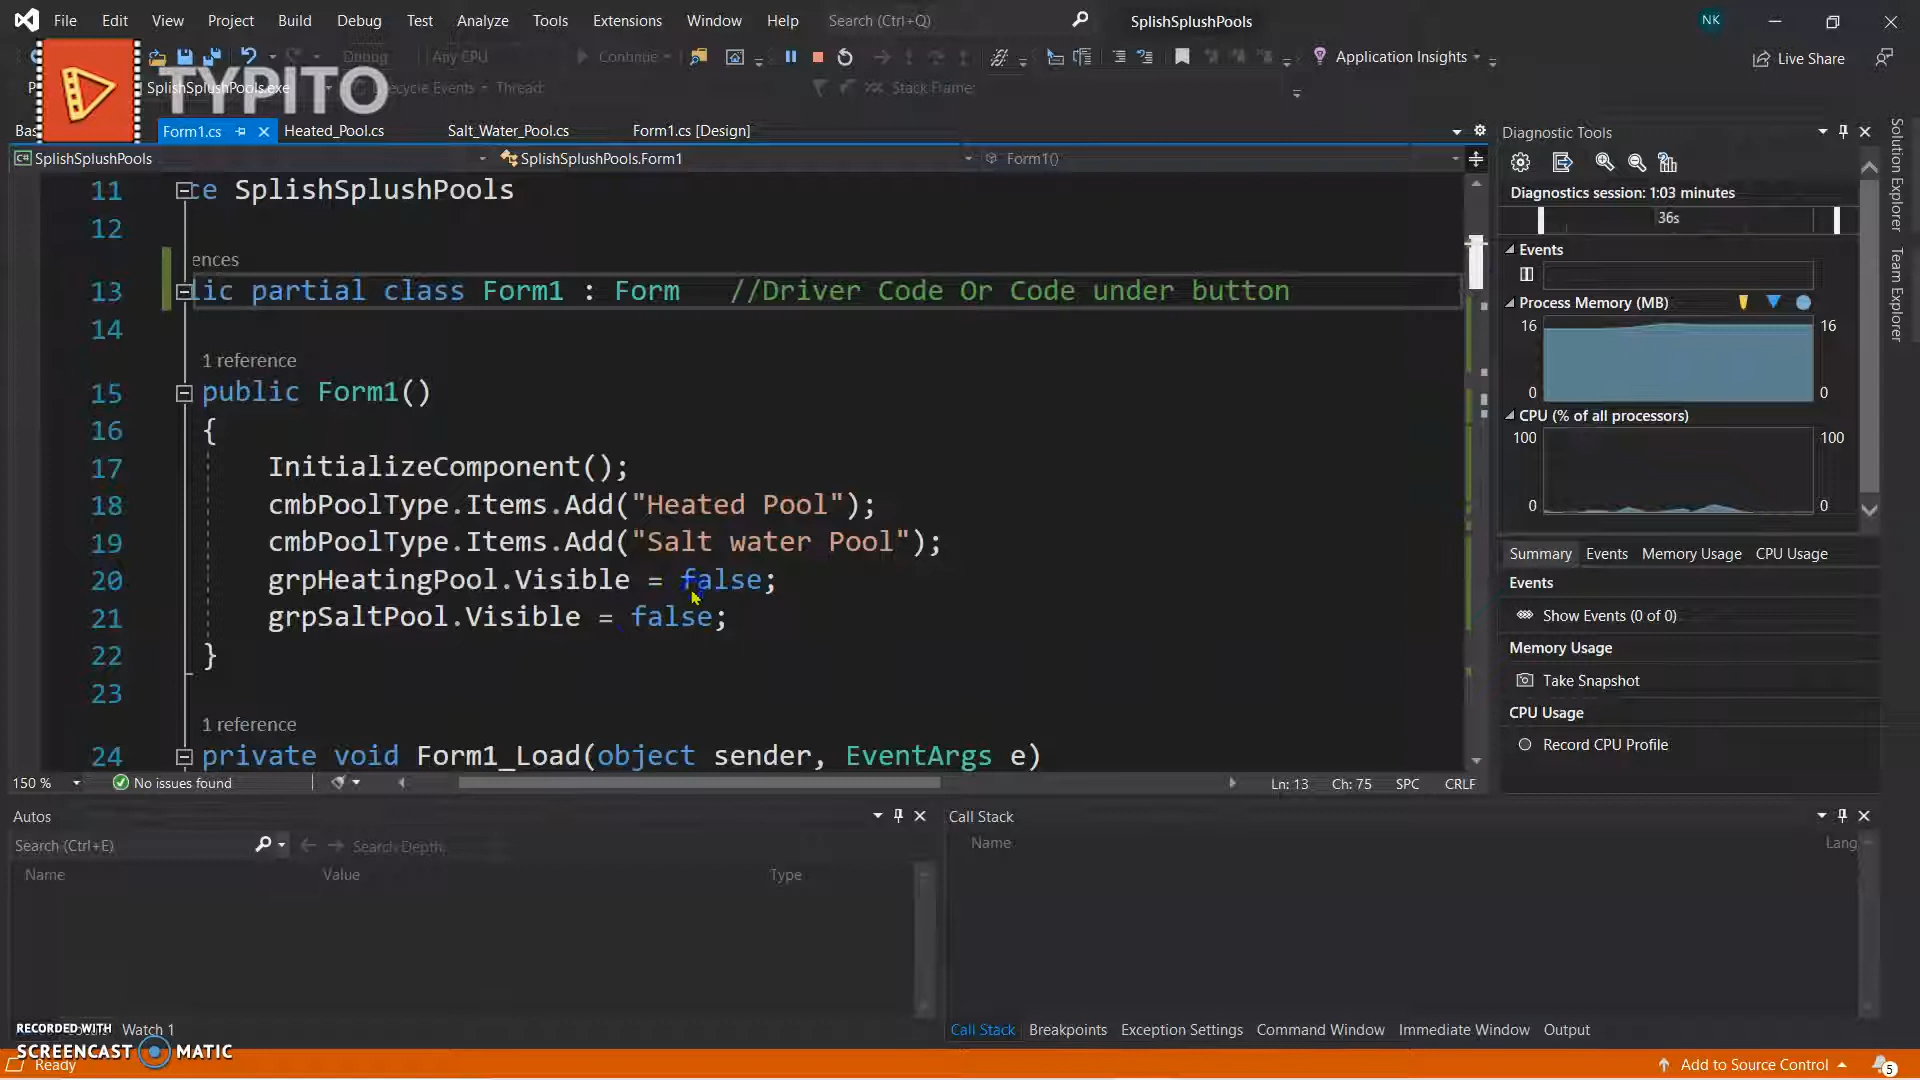 File Edit View Project Build Debug Test Analyze Tools Extensions Window Help Search (Ctrl+Q) SplishSplushPools NK
Debug Any CPU Continue Application Insights Live Share
TYPITO
SplishSplushPools.exe Lifecycle Events Thread: Stack Frame:
Bas Form1.cs Heated_Pool.cs Salt_Water_Pool.cs Form1.cs [Design]
SplishSplushPools SplishSplushPools.Form1 Form1()
11 ce SplishSplushPools
12
ences
13 lic partial class Form1 : Form //Driver Code Or Code under button
14
1 reference
15 public Form1()
16 {
17 InitializeComponent();
18 cmbPoolType.Items.Add("Heated Pool");
19 cmbPoolType.Items.Add("Salt water Pool");
20 grpHeatingPool.Visible = false;
21 grpSaltPool.Visible = false;
22 }
23
1 reference
24 private void Form1_Load(object sender, EventArgs e)
150 % No issues found Ln: 13 Ch: 75 SPC CRLF
Diagnostic Tools
Diagnostics session: 1:03 minutes
36s
Events
Process Memory (MB)
16 16
0 0
CPU (% of all processors)
100 100
0 0
Summary Events Memory Usage CPU Usage
Events
Show Events (0 of 0)
Memory Usage
Take Snapshot
CPU Usage
Record CPU Profile
Solution Explorer
Team Explorer
Autos
Search (Ctrl+E) Search Depth:
Name Value Type
Call Stack
Name Lang
RECORDED WITH Watch 1
SCREENCAST MATIC
Call Stack Breakpoints Exception Settings Command Window Immediate Window Output
Ready Add to Source Control 5